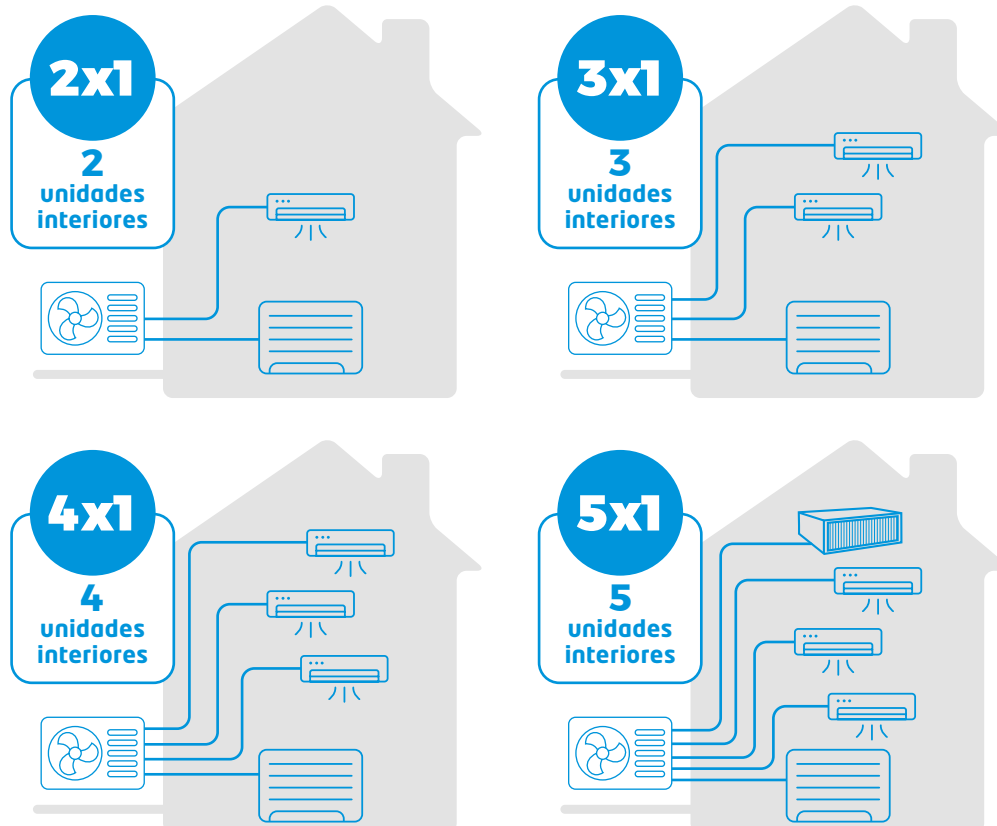 2x1
2
unidades
interiores
3x1
3
unidades
interiores
4x1
4
unidades
interiores
5x1
5
unidades
interiores